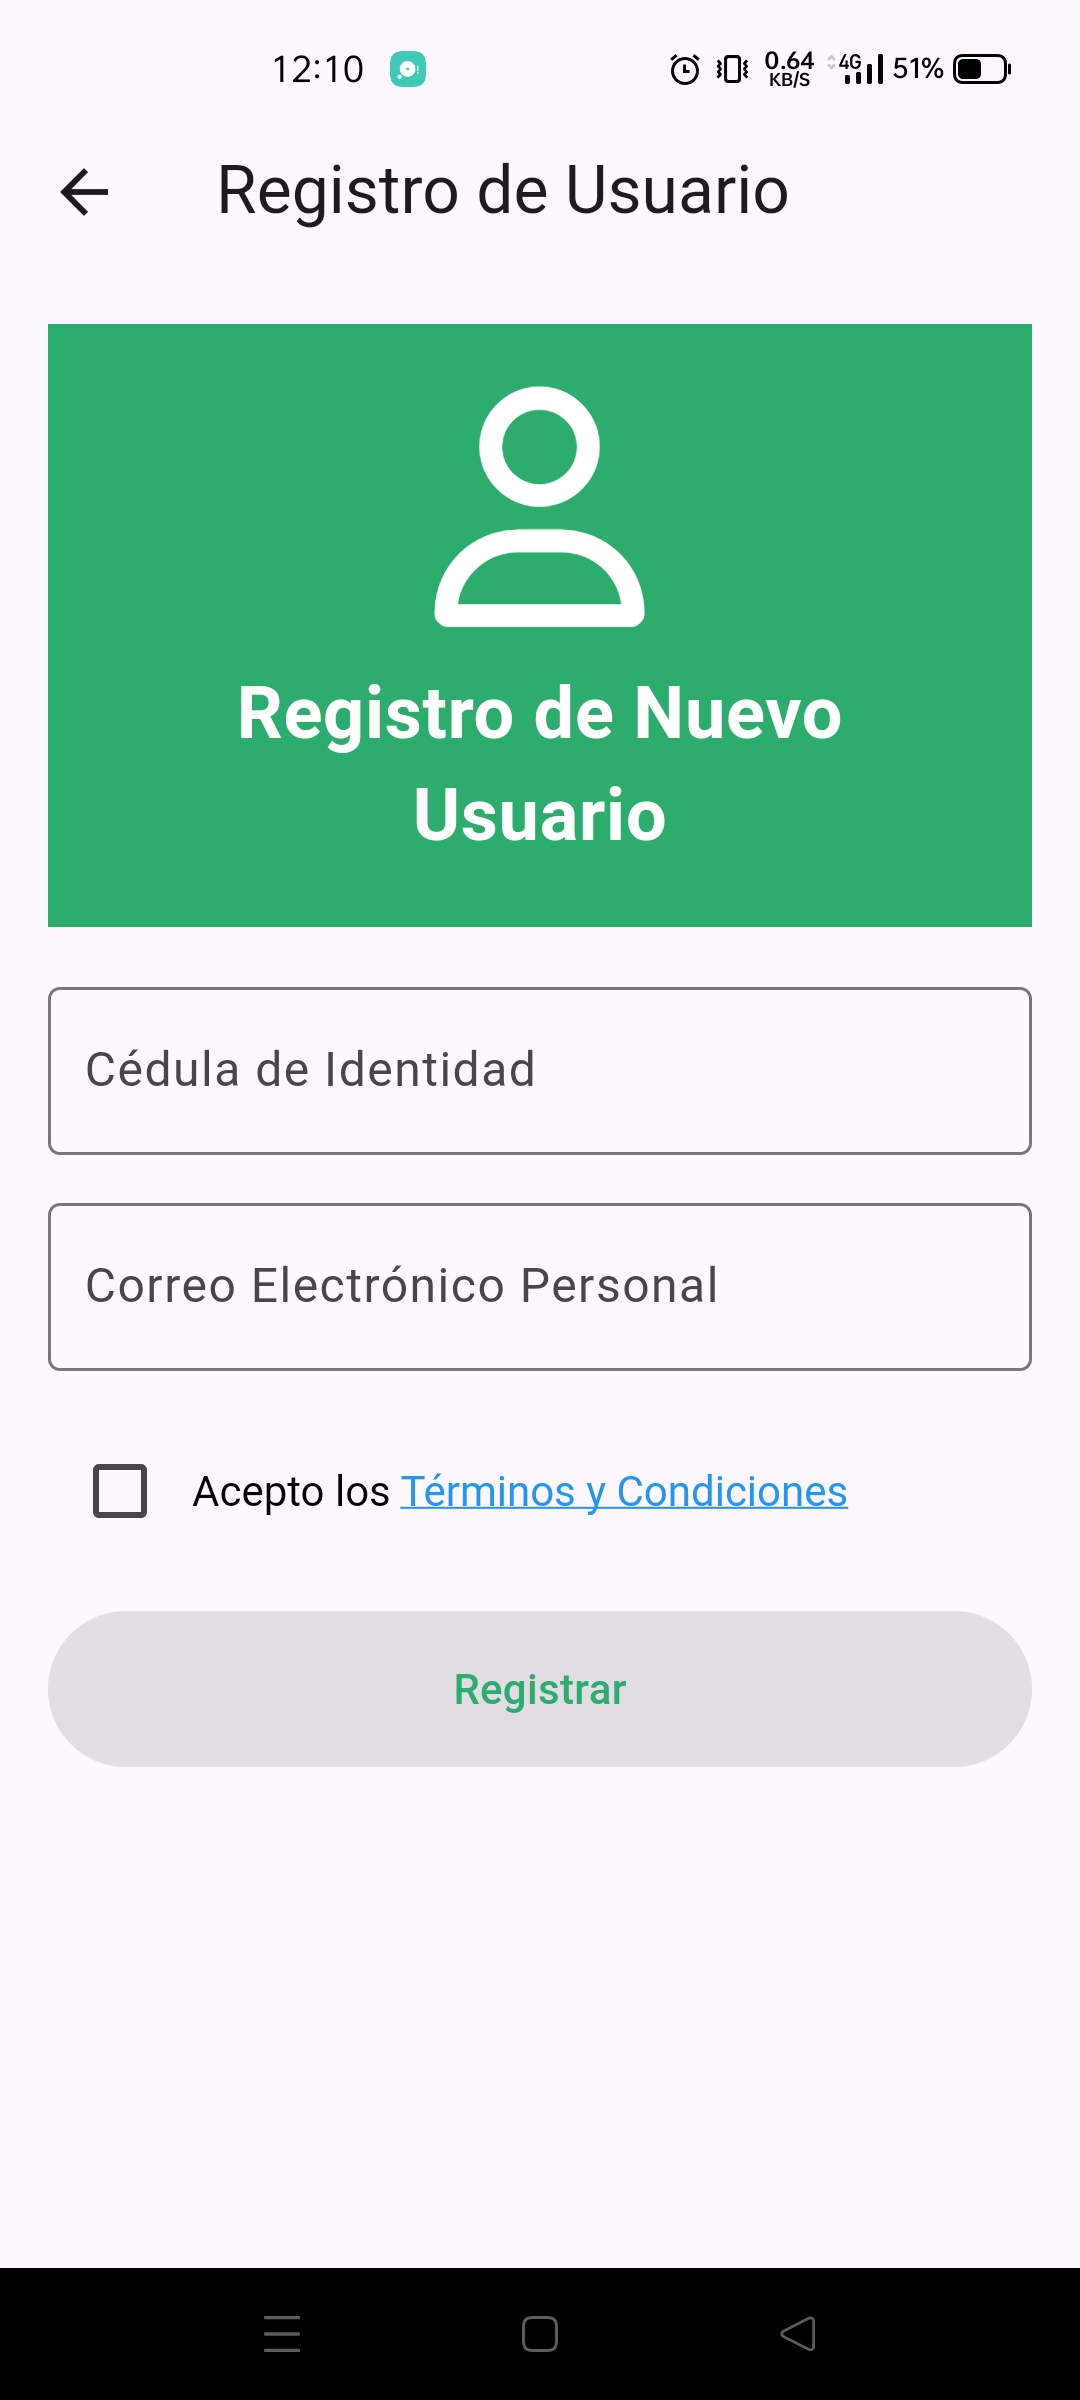 12:10
0.64
KB/S
4G
51%
Registro de Usuario
Registro de Nuevo
Usuario
Cédula de Identidad
Correo Electrónico Personal
Acepto los Términos y Condiciones
Registrar